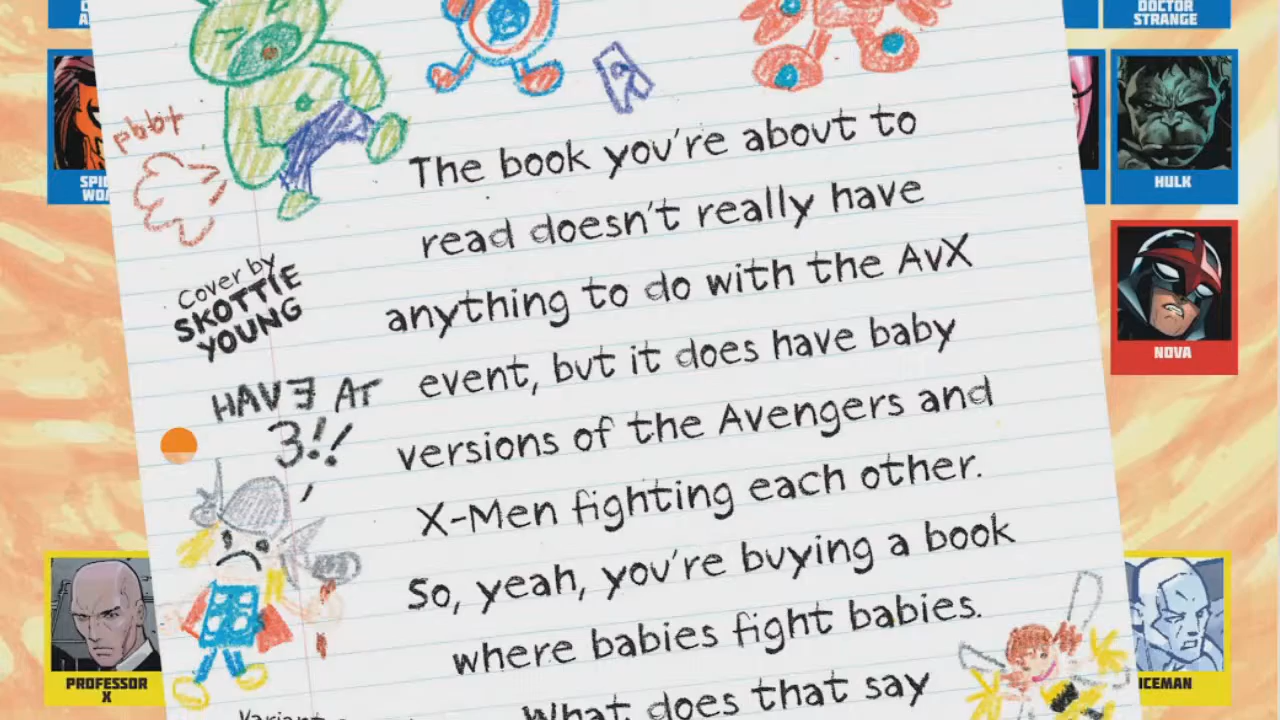 DOCTOR
STRANGE
pbbt
The book you're about to
read doesn't really have
anything to do with the AvX
event, but it does have baby
versions of the Avengers and
X-Men fighting each other.
So, yeah, you're buying a book
where babies fight babies.
What does that say
HULK
NOVA
Cover by
SKOTTIE
YOUNG
HAVE AT
3!!
PROFESSOR
X
ICEMAN
Variant